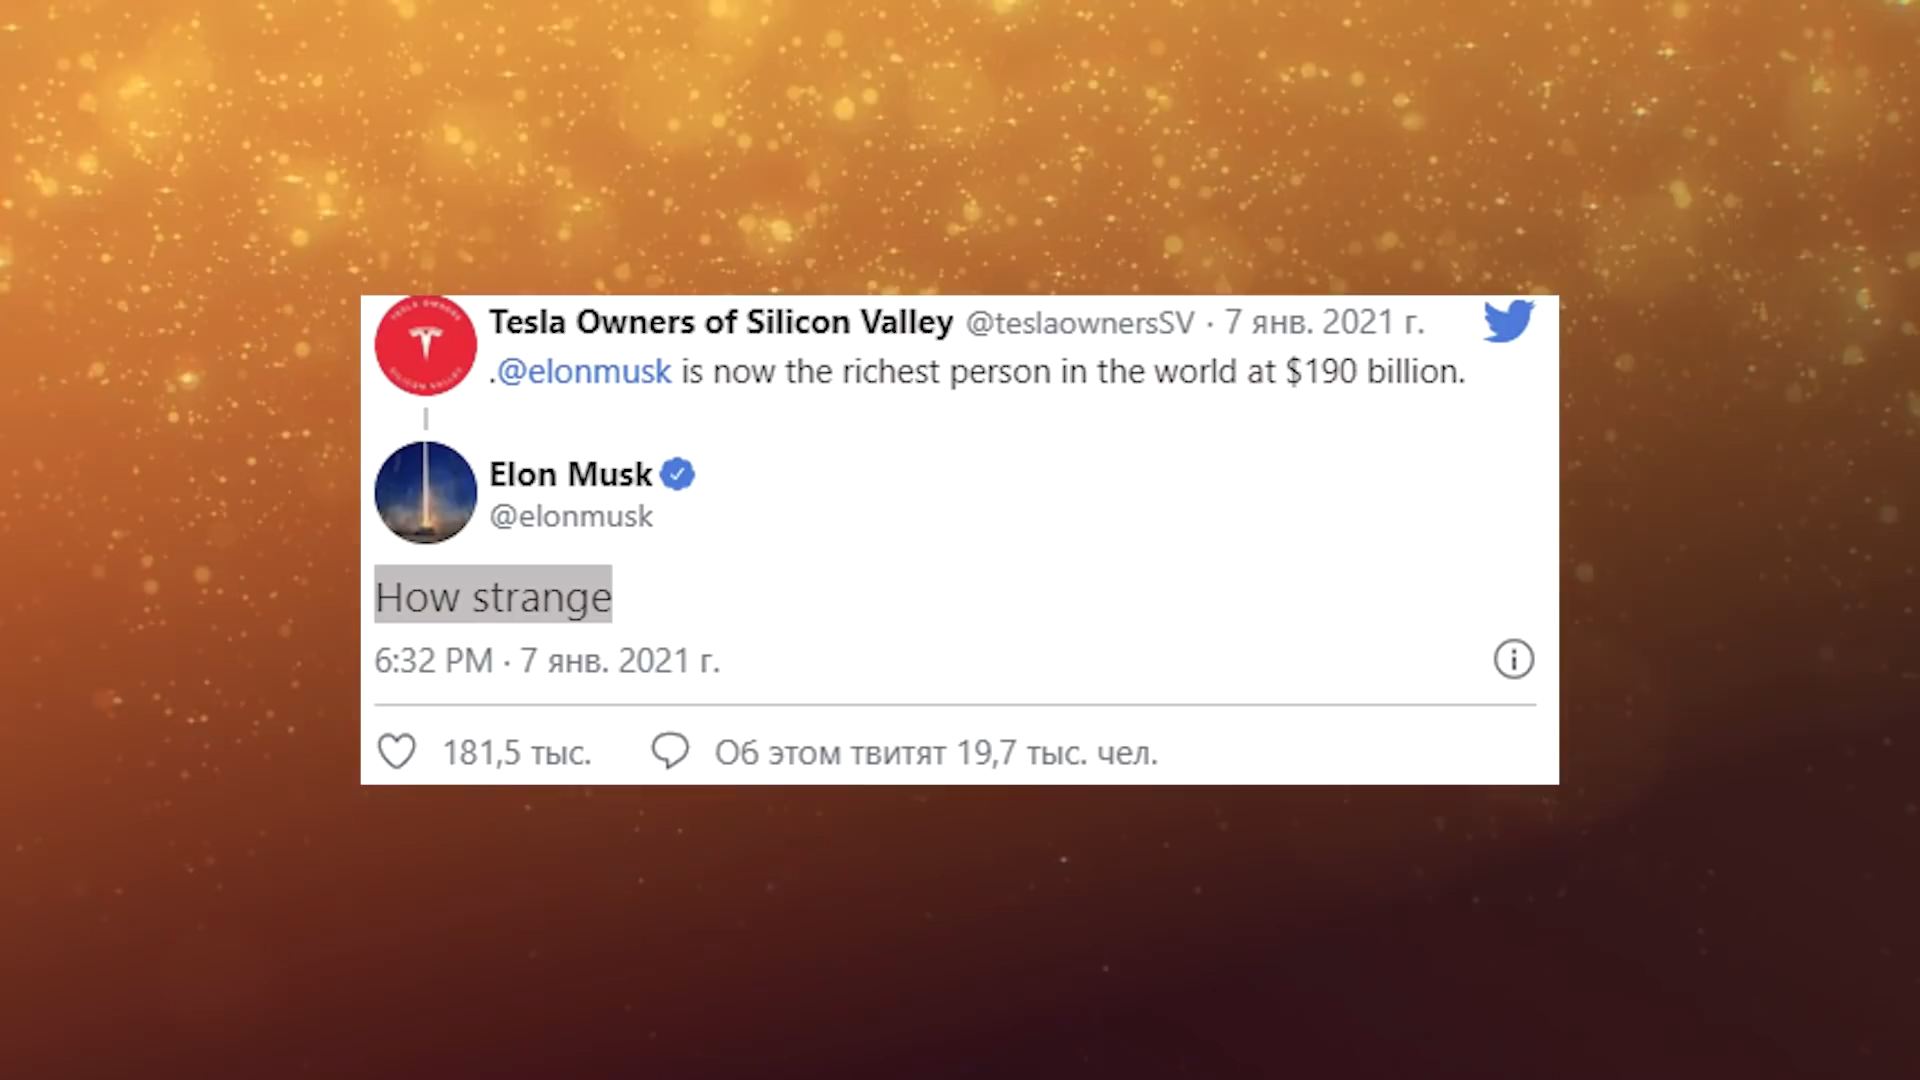 Tesla Owners of Silicon Valley @teslaownersSV · 7 янв. 2021 г.
.@elonmusk is now the richest person in the world at $190 billion.
Elon Musk
@elonmusk
How strange
6:32 PM · 7 янв. 2021 г.
181,5 тыс. Об этом твитят 19,7 тыс. чел.